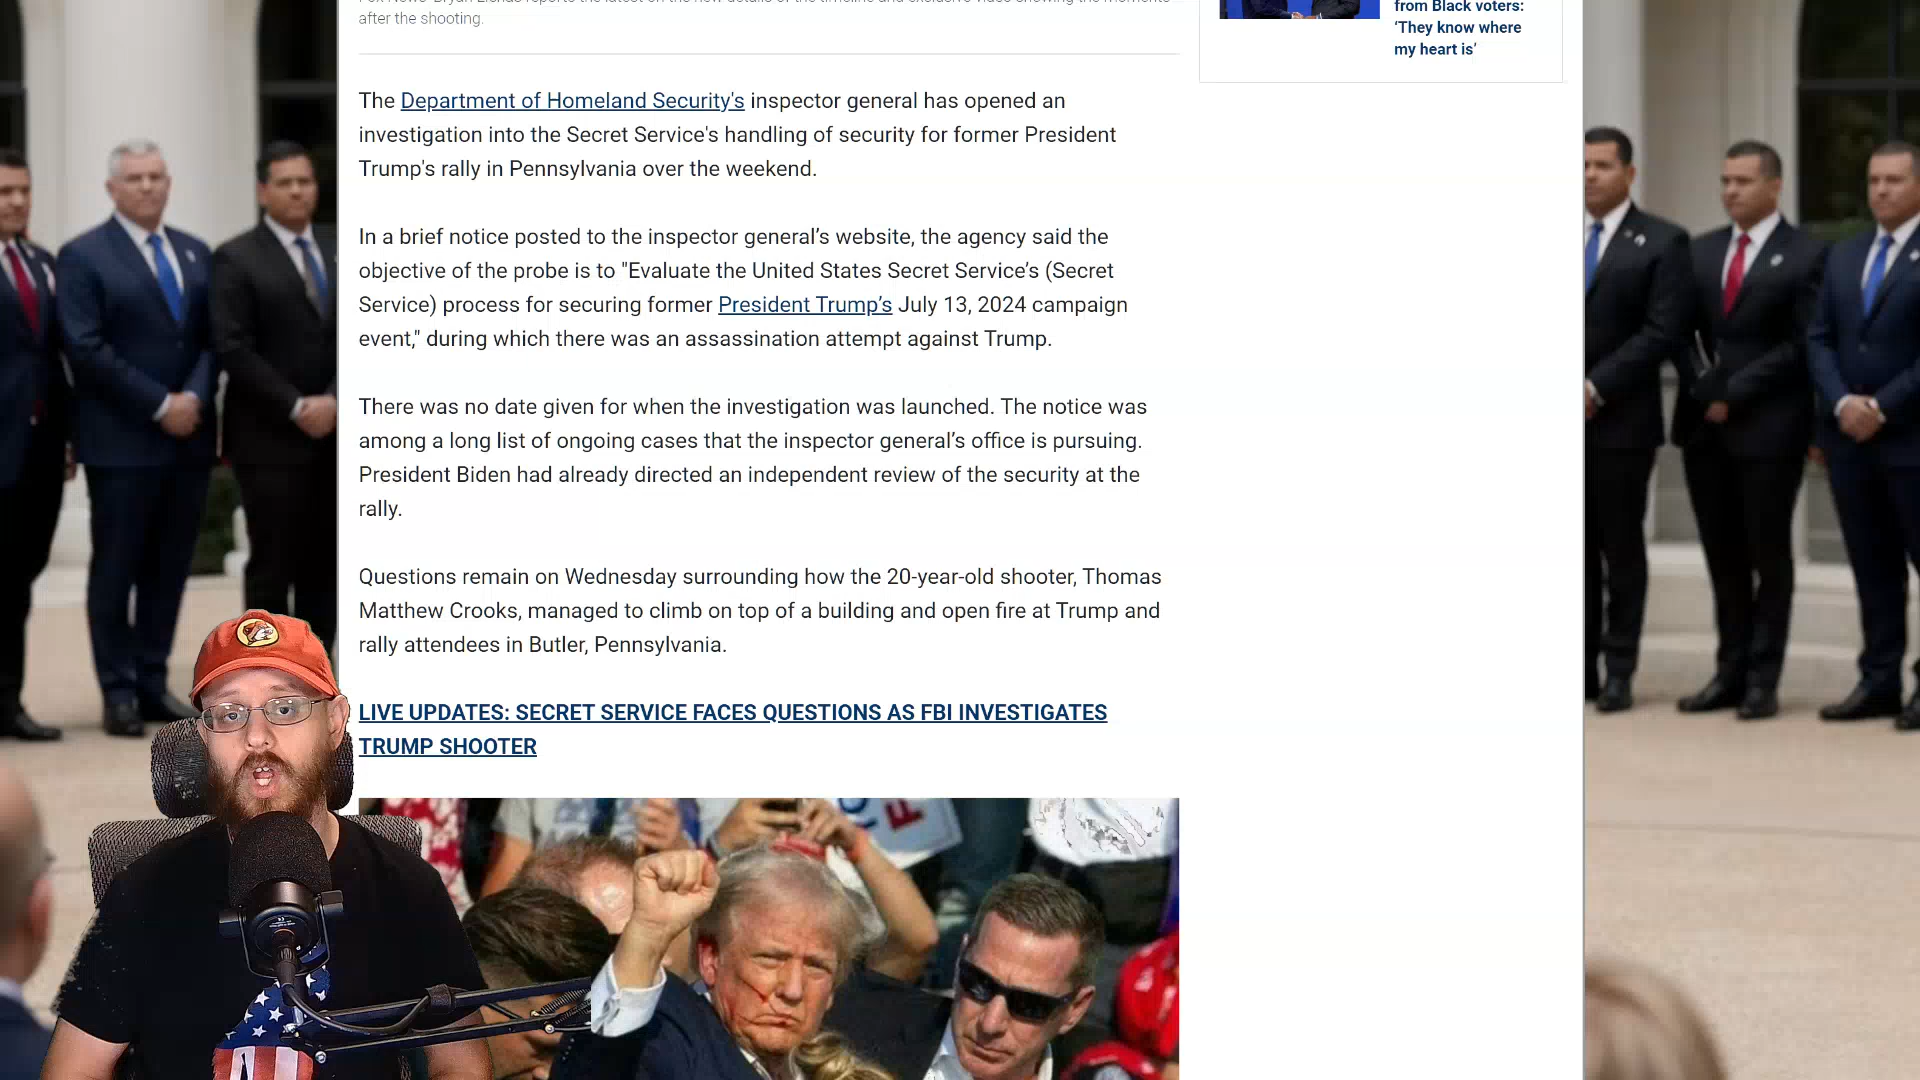 after the shooting.
from Black voters:
‘They know where
my heart is’
The Department of Homeland Security's inspector general has opened an
investigation into the Secret Service's handling of security for former President
Trump's rally in Pennsylvania over the weekend.
In a brief notice posted to the inspector general’s website, the agency said the
objective of the probe is to "Evaluate the United States Secret Service’s (Secret
Service) process for securing former President Trump’s July 13, 2024 campaign
event," during which there was an assassination attempt against Trump.
There was no date given for when the investigation was launched. The notice was
among a long list of ongoing cases that the inspector general’s office is pursuing.
President Biden had already directed an independent review of the security at the
rally.
Questions remain on Wednesday surrounding how the 20-year-old shooter, Thomas
Matthew Crooks, managed to climb on top of a building and open fire at Trump and
rally attendees in Butler, Pennsylvania.
LIVE UPDATES: SECRET SERVICE FACES QUESTIONS AS FBI INVESTIGATES
TRUMP SHOOTER